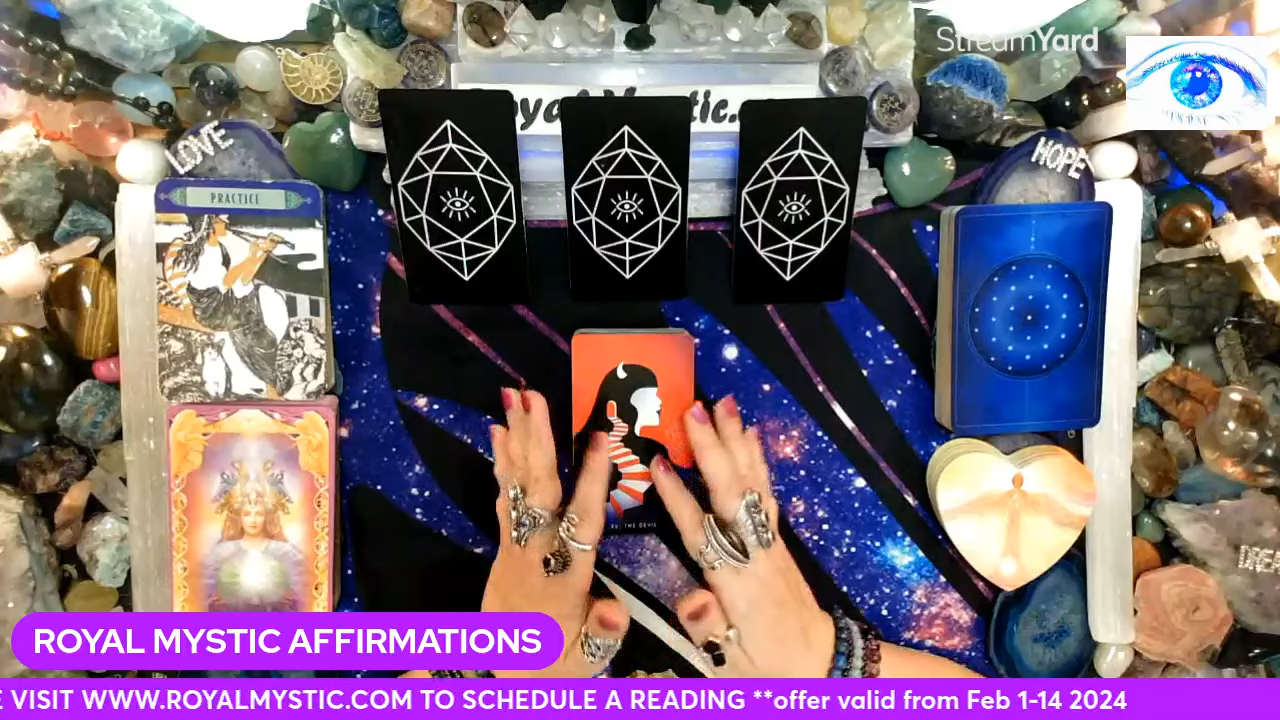 StreamYard
LOVE
HOPE
PRACTICE
XV. THE DEVIL
ROYAL MYSTIC AFFIRMATIONS
E VISIT WWW.ROYALMYSTIC.COM TO SCHEDULE A READING **offer valid from Feb 1-14 2024